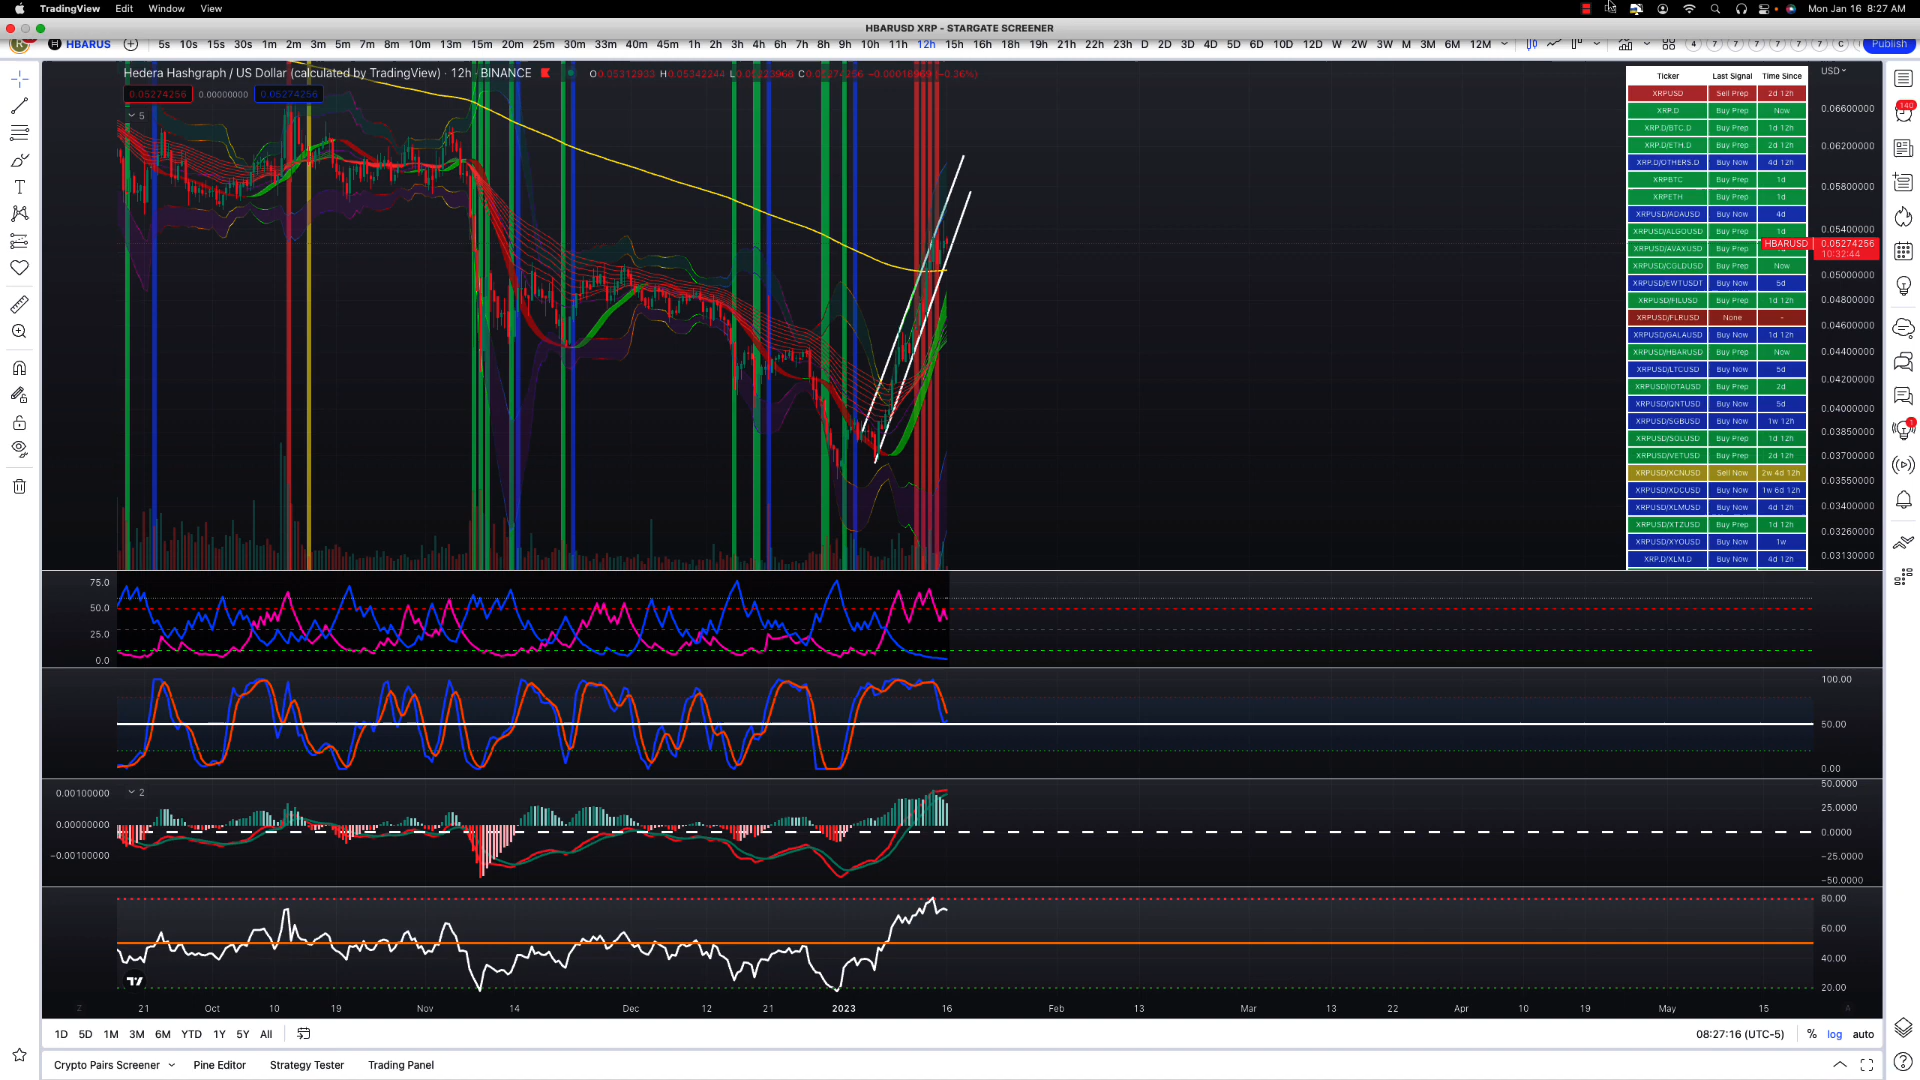 TradingView Edit Window View
Mon Jan 16 8:27 AM
HBARUSD XRP - STARGATE SCREENER
R HBARUS 5s 10s 15s 30s 1m 2m 3m 5m 7m 8m 10m 15m 20m 25m 30m 33m 40m 45m 1h 2h 3h 4h 6h 7h 8h 9h 10h 11h 12h 15h 16h 18h 19h 21h 22h 23h D 2D 3D 4D 5D 6D 10D 12D W 2W 3W M 3M 6M 12M
Publish
Hedera Hashgraph / US Dollar (calculated by TradingView) · 12h · BINANCE
O0.05312933 H0.05342244 C0.05274256 −0.00018969 (−0.36%)
0.05274256 0.00000000 0.05274256
5
Ticker Last Signal Time Since
XRPUSD Sell Prep 2d 12h
XRP.D Buy Prep Now
XRP.D/BTC.D Buy Prep 1d 12h
XRP.D/ETH.D Buy Prep 2d 12h
XRP.D/OTHERS.D Buy Now 4d 12h
XRPBTC Buy Prep 1d
XRPETH Buy Prep 1d
XRPUSD/ADAUSD Buy Now 4d
XRPUSD/ALGOUSD Buy Prep 1d
XRPUSD/AVAXUSD Buy Prep
XRPUSD/CGLDUSD Buy Prep Now
XRPUSD/EWTUSDT Buy Now 5d
XRPUSD/FILUSD Buy Prep 1d 12h
XRPUSD/FLRUSD None -
XRPUSD/GALAUSD Buy Now 1d 12h
XRPUSD/HBARUSD Buy Prep Now
XRPUSD/LTCUSD Buy Now 5d
XRPUSD/IOTAUSD Buy Prep 2d
XRPUSD/QNTUSD Buy Now 5d
XRPUSD/SGBUSD Buy Now 1w 12h
XRPUSD/SOLUSD Buy Prep 1d 12h
XRPUSD/VETUSD Buy Prep 2d 12h
XRPUSD/XCNUSD Sell Now 2w 4d 12h
XRPUSD/XDCUSD Buy Now 1w 6d 12h
XRPUSD/XLMUSD Buy Now 4d 12h
XRPUSD/XTZUSD Buy Prep 1d 12h
XRPUSD/XYOUSD Buy Now 1w
XRP.D/XLM.D Buy Now 4d 12h
USD
0.06600000
0.06200000
0.05800000
0.05400000
HBARUSD 0.05274256
10:32:44
0.05000000
0.04800000
0.04600000
0.04400000
0.04200000
0.04000000
0.03850000
0.03700000
0.03550000
0.03400000
0.03260000
0.03130000
140
1
75.0
50.0
25.0
0.0
100.00
50.00
0.00
2
0.00100000
0.00000000
−0.00100000
50.0000
25.0000
0.0000
−25.0000
−50.0000
80.00
60.00
40.00
20.00
21 Oct 10 19 Nov 14 Dec 12 21 2023 16 Feb 13 Mar 13 22 Apr 10 19 May 15
1D 5D 1M 3M 6M YTD 1Y 5Y All
08:27:16 (UTC-5) % log auto
Crypto Pairs Screener Pine Editor Strategy Tester Trading Panel